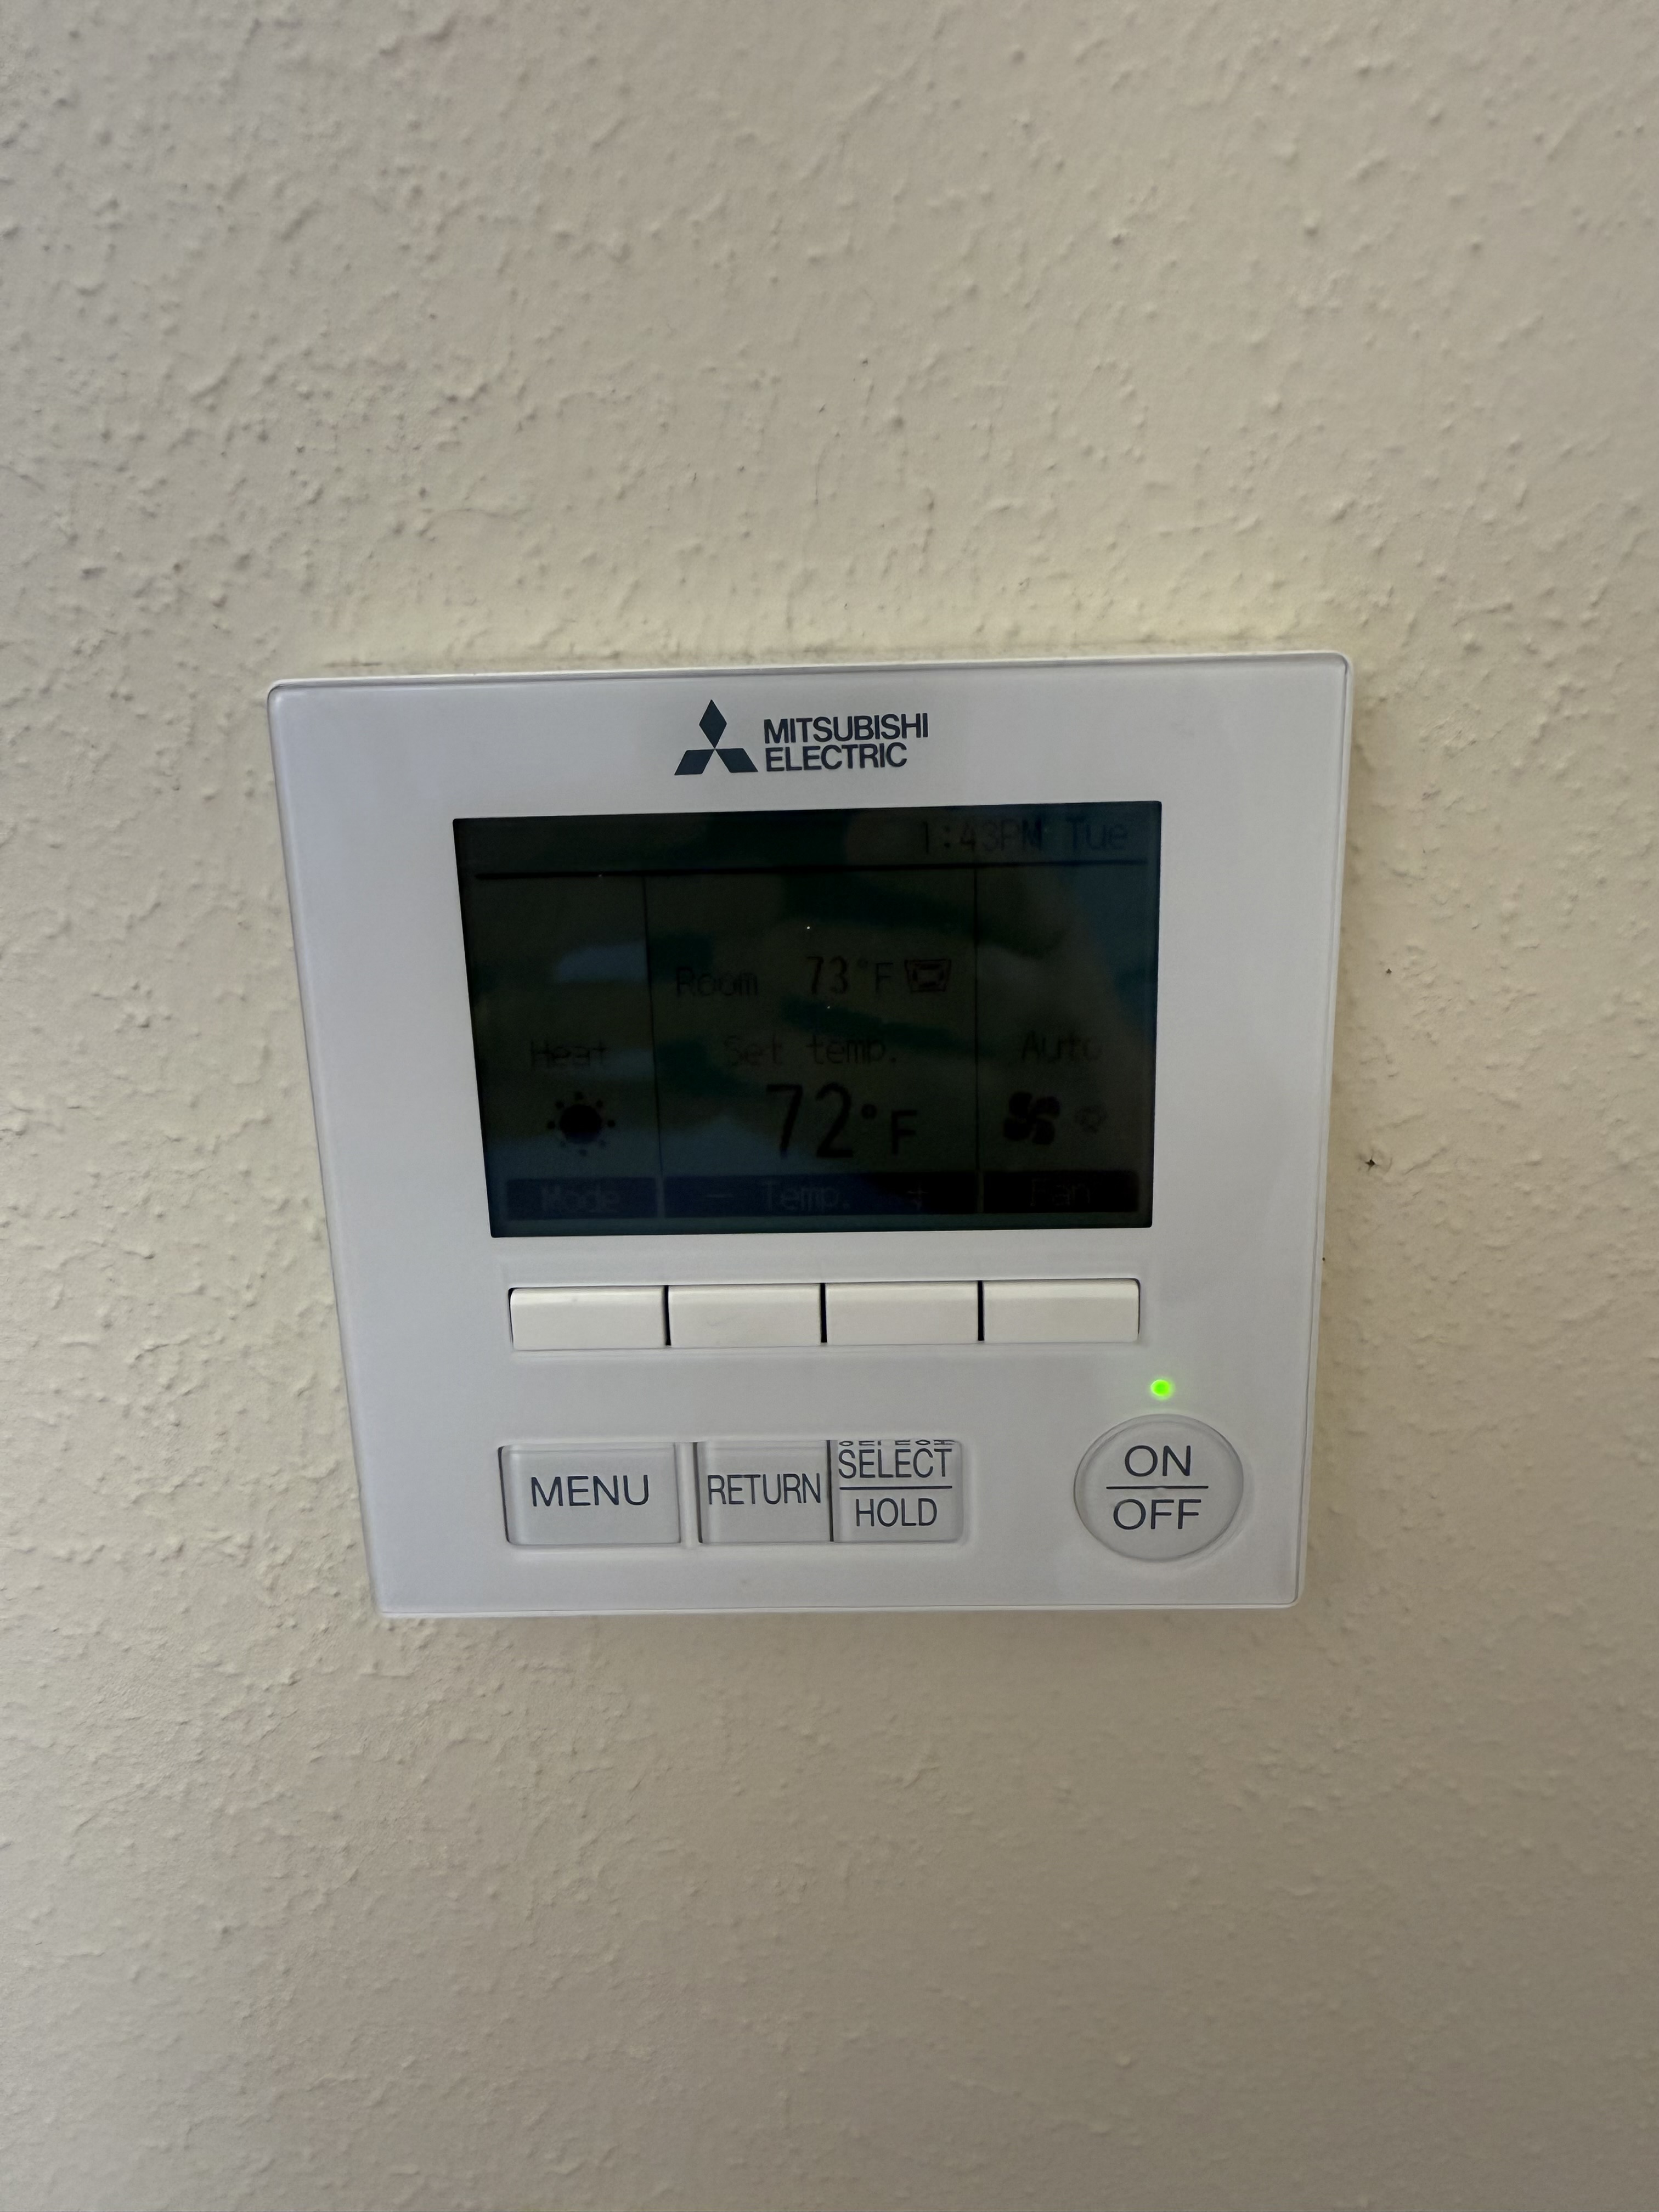 MITSUBISHI
ELECTRIC
1:43PM Tue
Room 73°F
Heat Set temp. Auto
72°F
Mode − Temp. + Fan
MENU RETURN SELECT
HOLD
ON
OFF